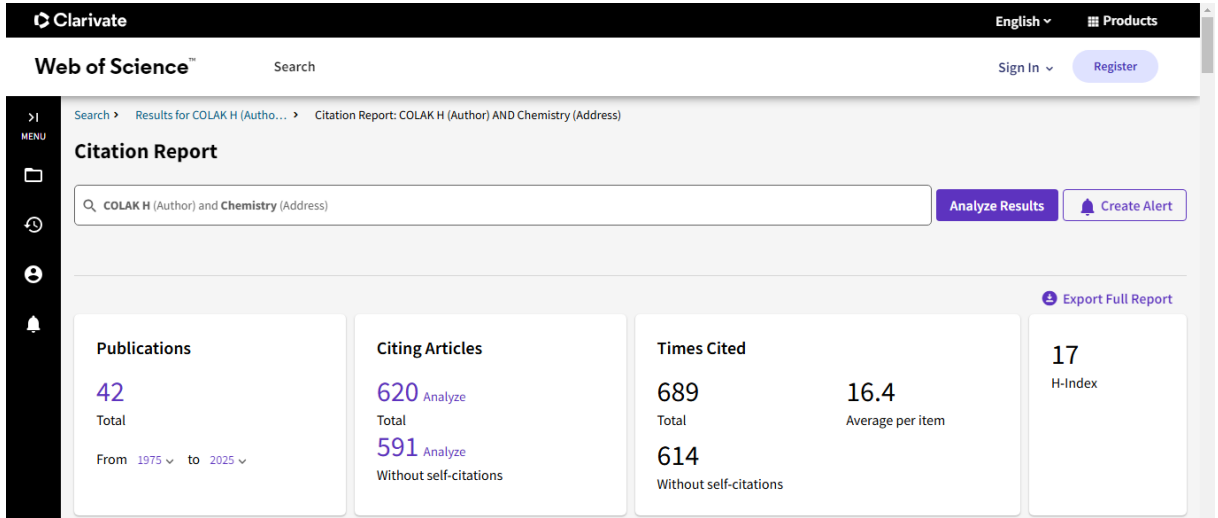 Clarivate
English
Products
Web of Science™
Search
Sign In
Register
MENU
Search > Results for COLAK H (Autho... > Citation Report: COLAK H (Author) AND Chemistry (Address)
Citation Report
COLAK H (Author) and Chemistry (Address)
Analyze Results
Create Alert
Export Full Report
Publications
42
Total
From 1975 to 2025
Citing Articles
620 Analyze
Total
591 Analyze
Without self-citations
Times Cited
689
Total
614
Without self-citations
16.4
Average per item
17
H-Index